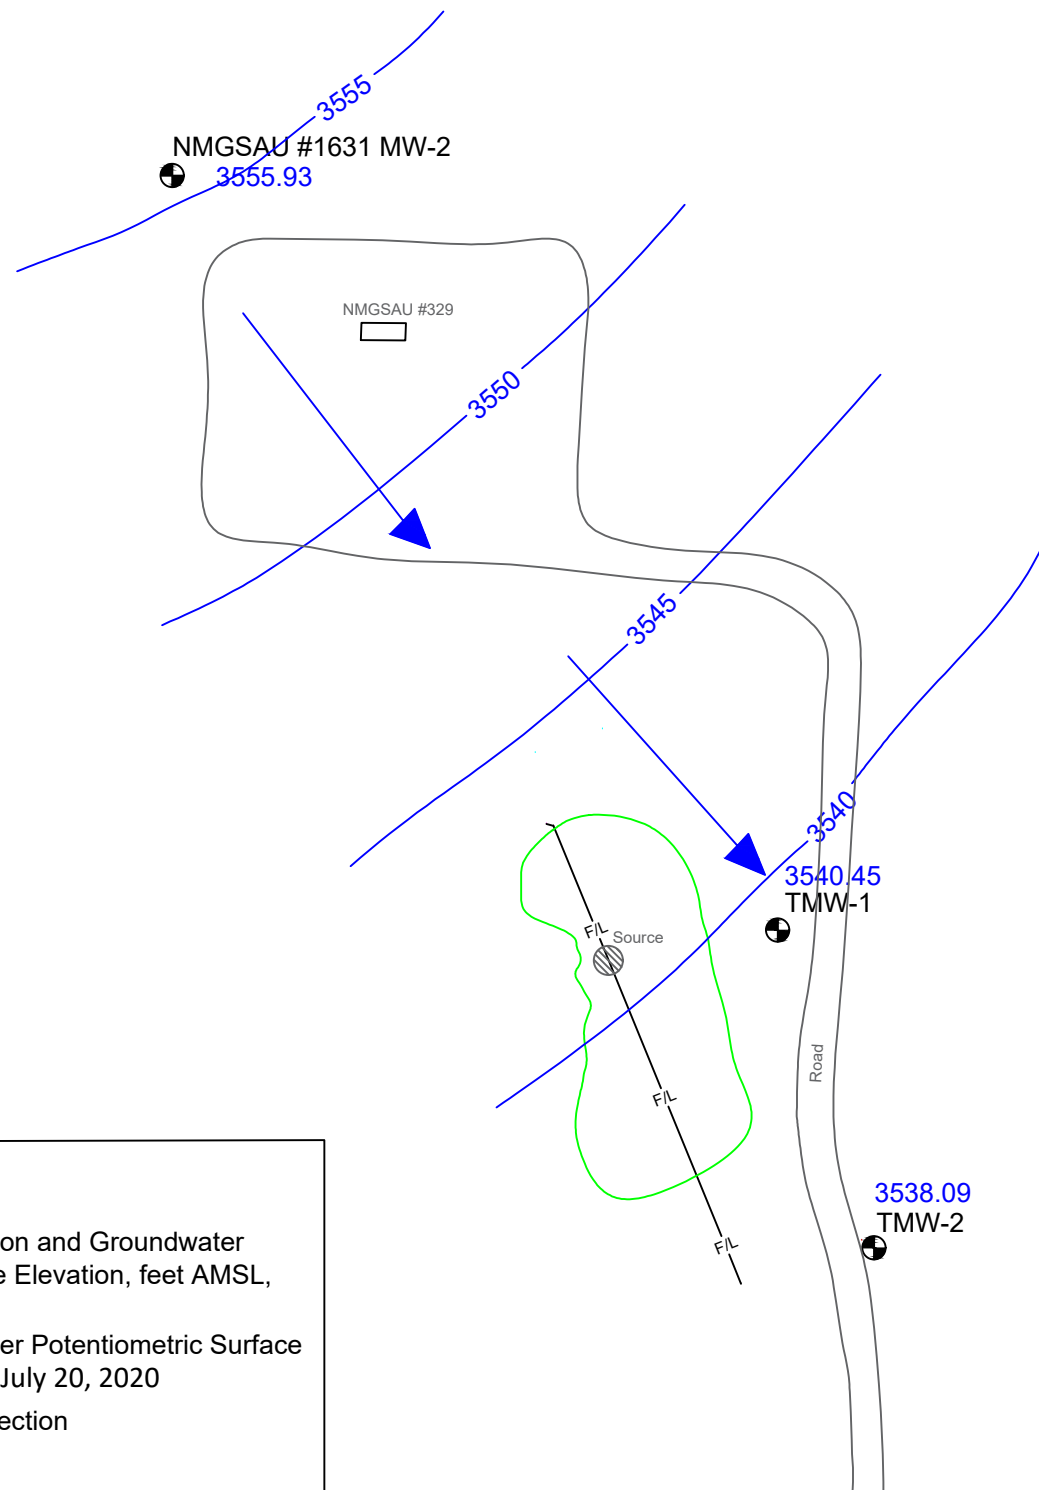 3555
NMGSAU #1631 MW-2
3555.93
NMGSAU #329
3550
3545
3540
3540.45
TMW-1
F/L
Source
Road
F/L
3538.09
TMW-2
F/L
on and Groundwater
e Elevation, feet AMSL,
er Potentiometric Surface
July 20, 2020
ection